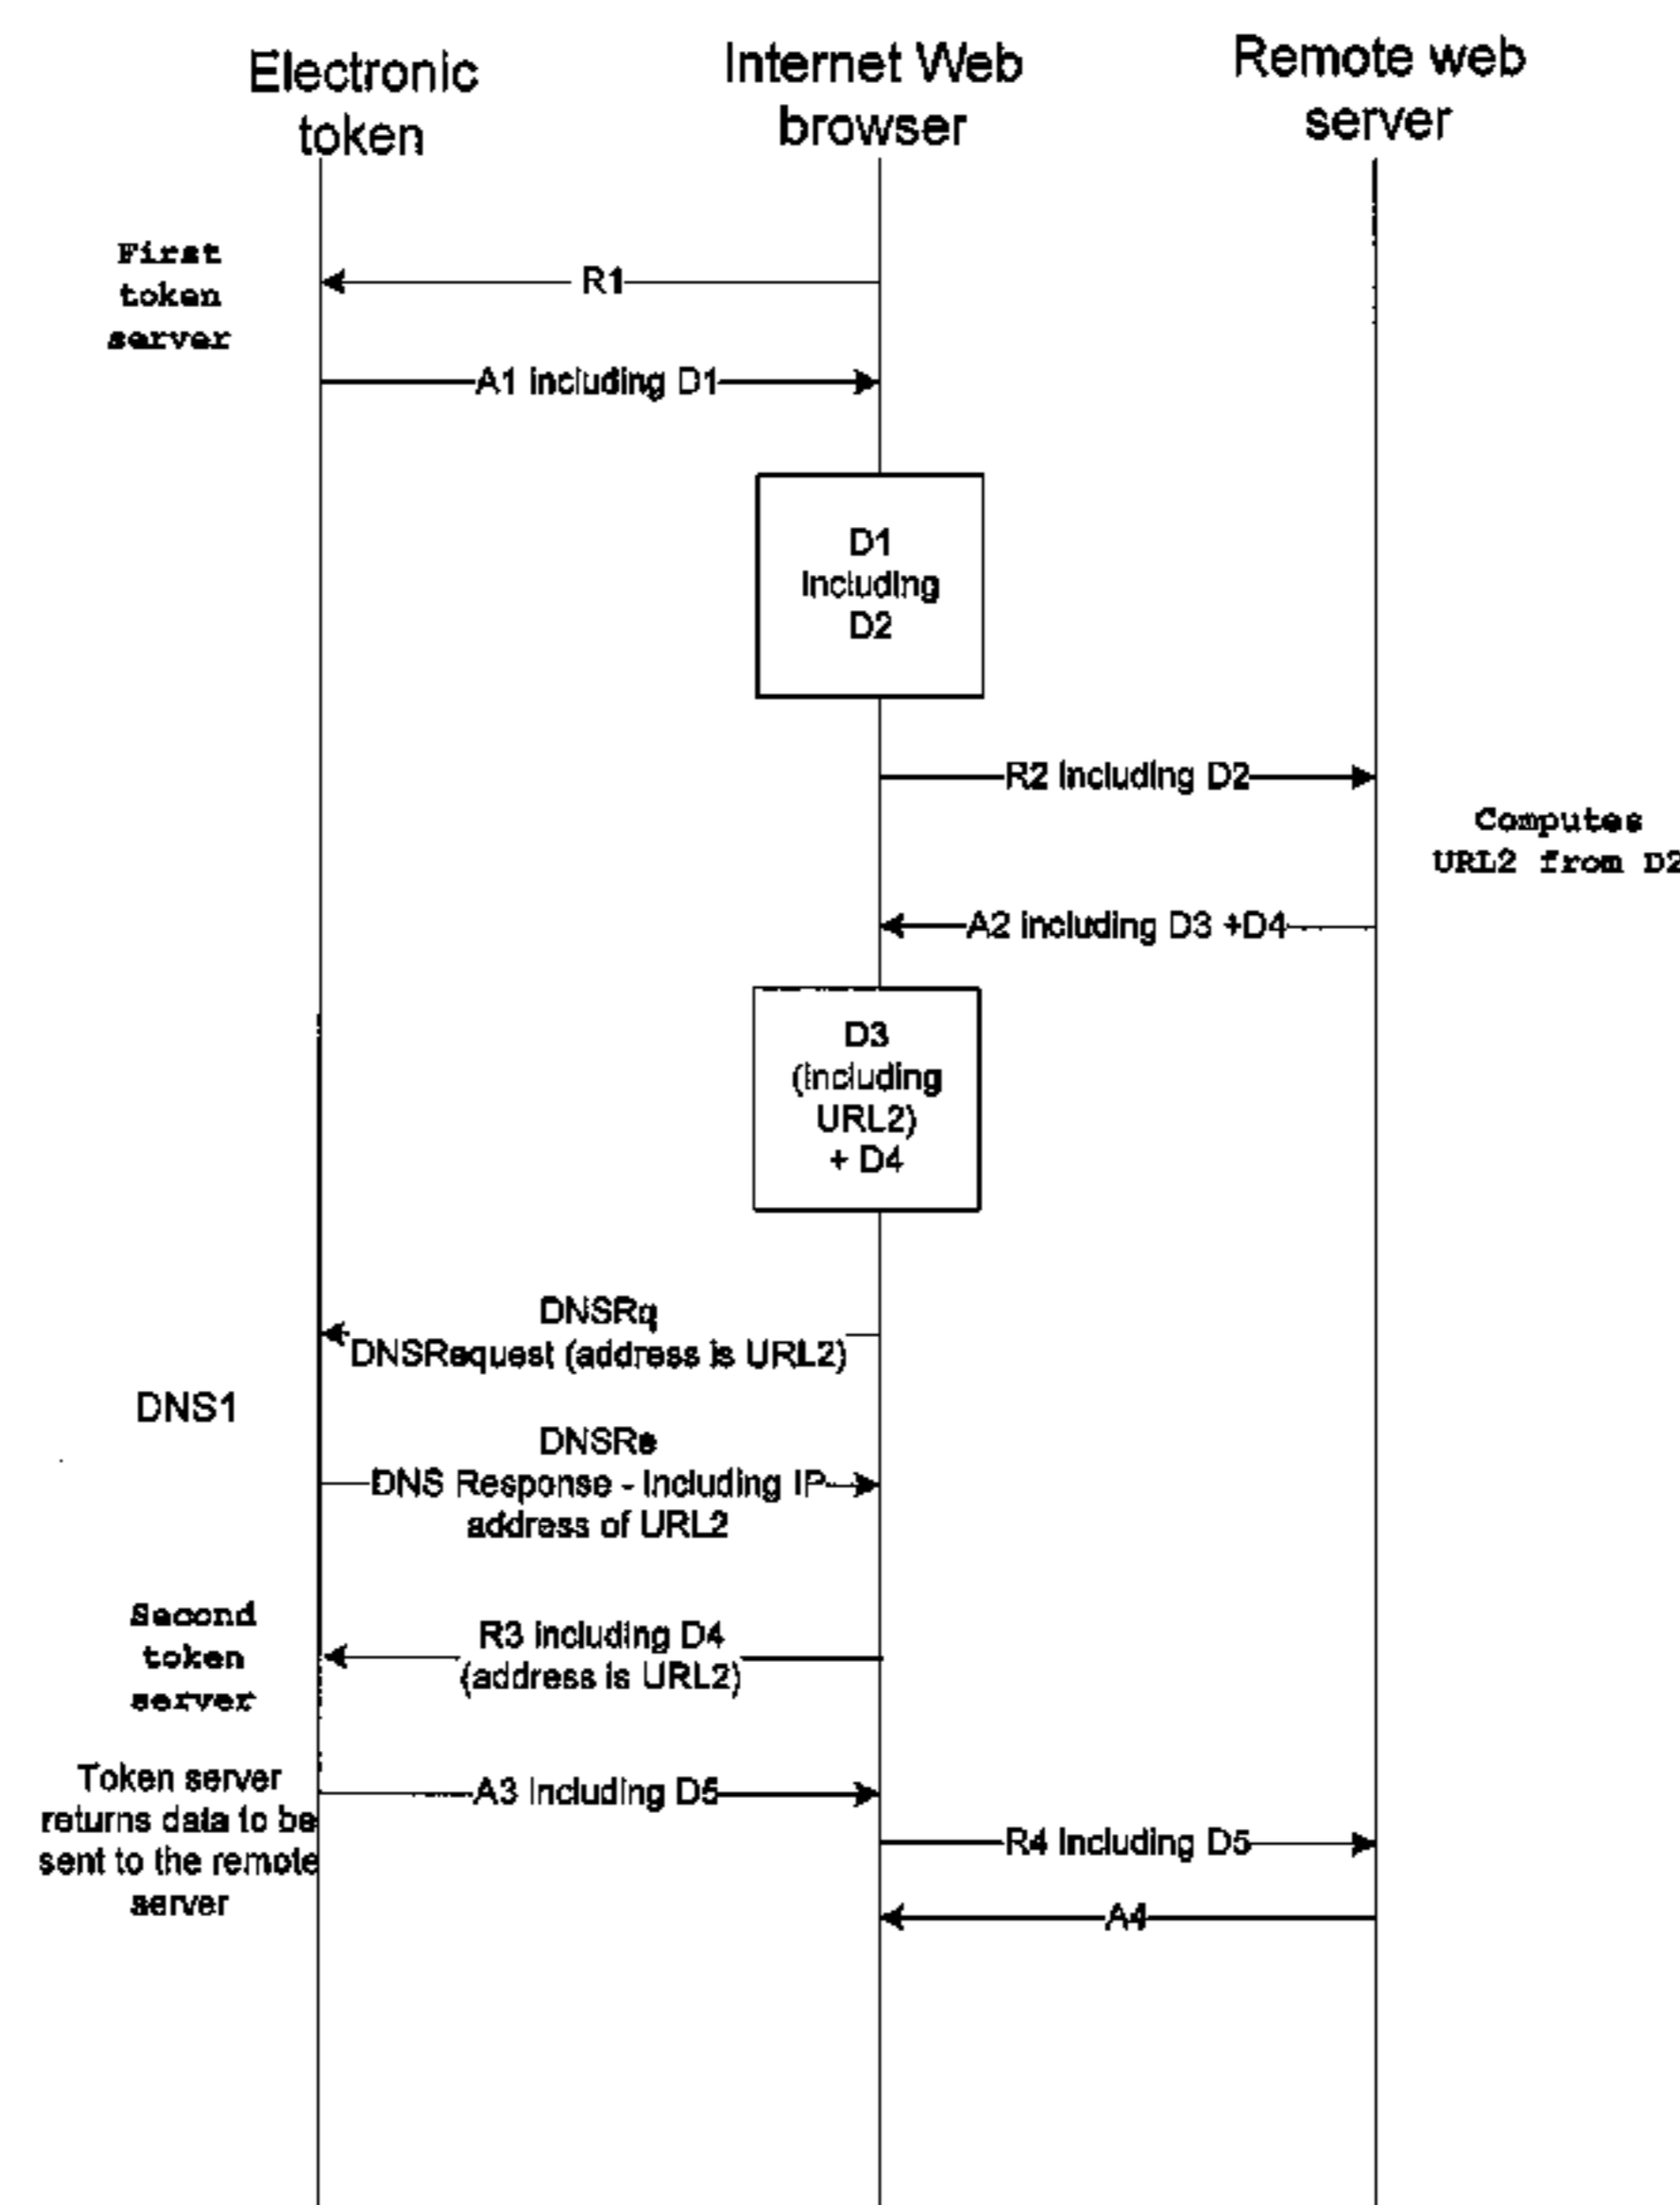 Electronic
token
Internet Web
browser
Remote web
server
First
token
server
R1
A1 including D1
D1
including
D2
R2 including D2
Computes
URL2 from D2
A2 including D3 +D4
D3
(including
URL2)
+ D4
DNSRq
DNSRequest (address is URL2)
DNS1
DNSRe
DNS Response - Including IP
address of URL2
Second
token
server
R3 including D4
(address is URL2)
Token server
returns data to be
sent to the remote
server
A3 including D5
R4 including D5
A4